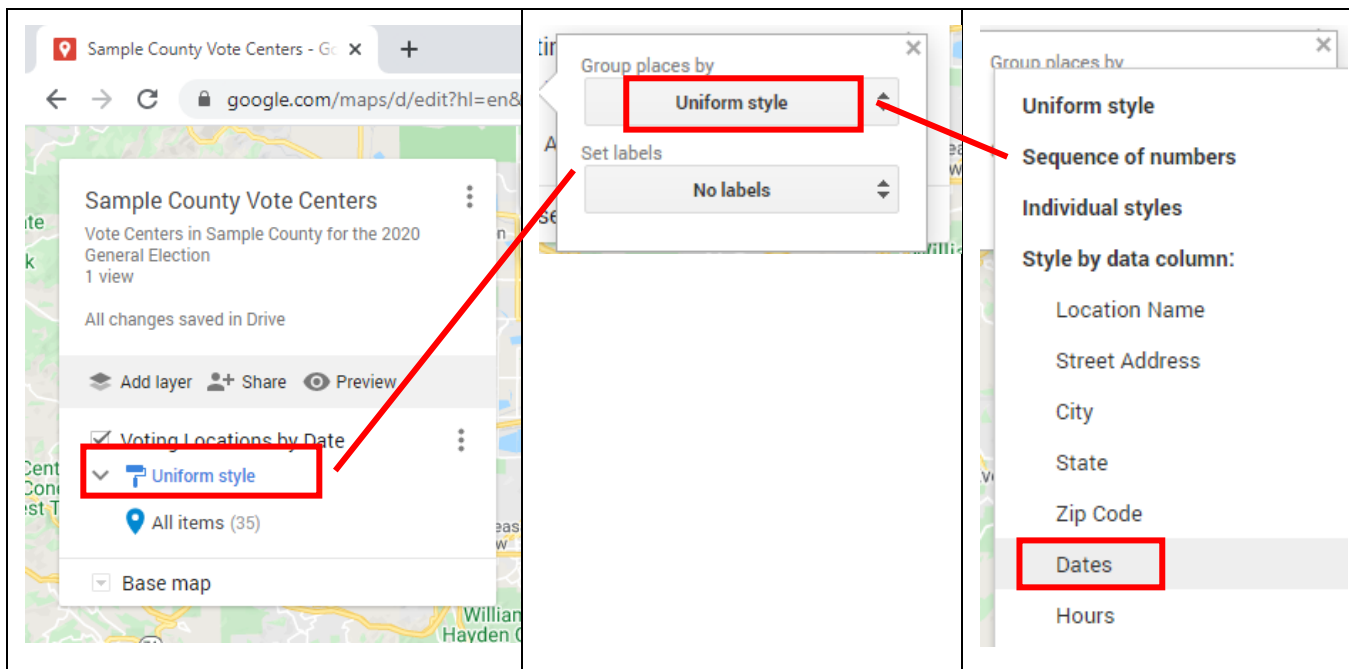 Sample County Vote Centers - Go
google.com/maps/d/edit?hl=en&
Sample County Vote Centers
Vote Centers in Sample County for the 2020
General Election
1 view
All changes saved in Drive
Add layer Share Preview
Voting Locations by Date
Uniform style
All items (35)
Base map
William
Hayden
Group places by
Uniform style
Set labels
No labels
Group places by
Uniform style
Sequence of numbers
Individual styles
Style by data column:
Location Name
Street Address
City
State
Zip Code
Dates
Hours